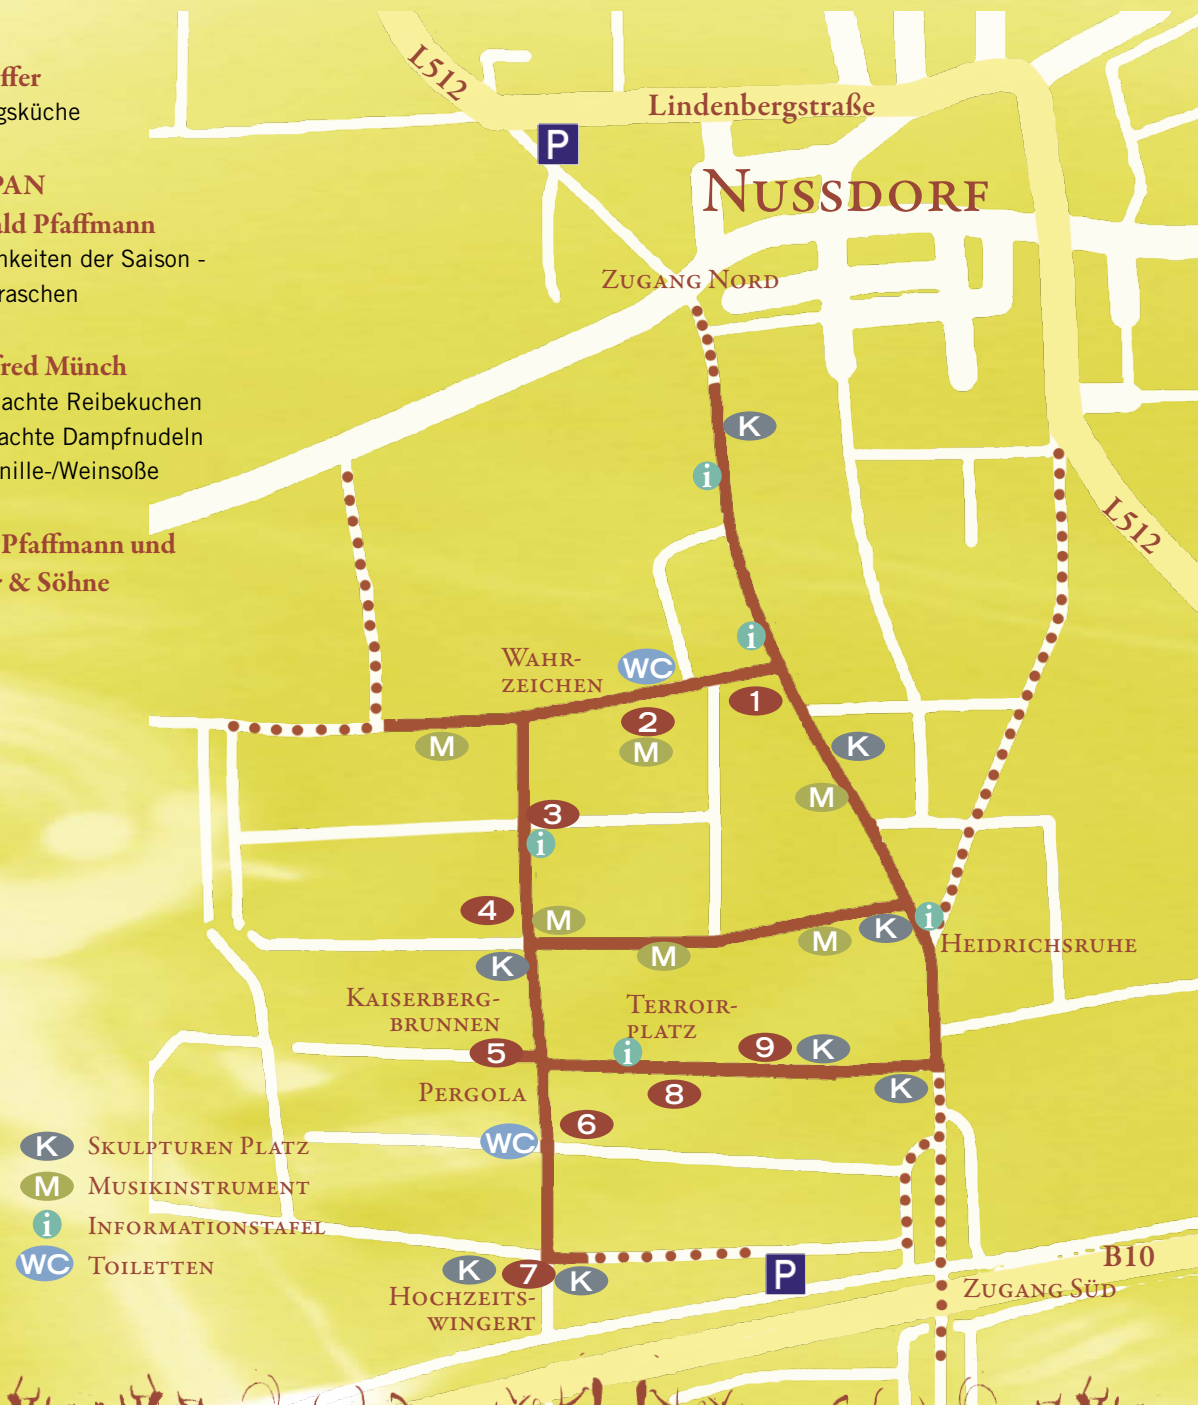 ffer
gsküche
PAN
ald Pfaffmann
nkeiten der Saison -
raschen
fred Münch
achte Reibekuchen
achte Dampfnudeln
nille-/Weinsoße
Pfaffmann und
r & Söhne
L512
Lindenbergstraße
P
Nussdorf
Zugang Nord
K
i
L512
i
Wahr-
zeichen
WC
1
2
M
M
K
M
3
i
4
M
M
M
K
i
Heidrichsruhe
K
Kaiserberg-
brunnen
Terroir-
platz
5
i
9
K
Pergola
8
K
6
WC
K Skulpturen Platz
M Musikinstrument
i Informationstafel
WC Toiletten
K
7
K
P
Hochzeits-
wingert
B10
Zugang Süd